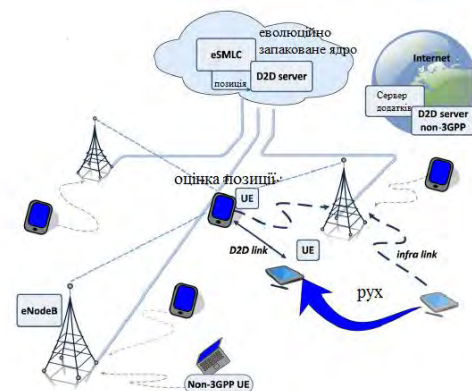 еволюційно
запаковане ядро
eSMLC
позиція
D2D server
Internet
Сервер
додатків
D2D server
non-3GPP
оцінка позиції
UE
UE
D2D link
infra link
рух
eNodeB
Non-3GPP UE